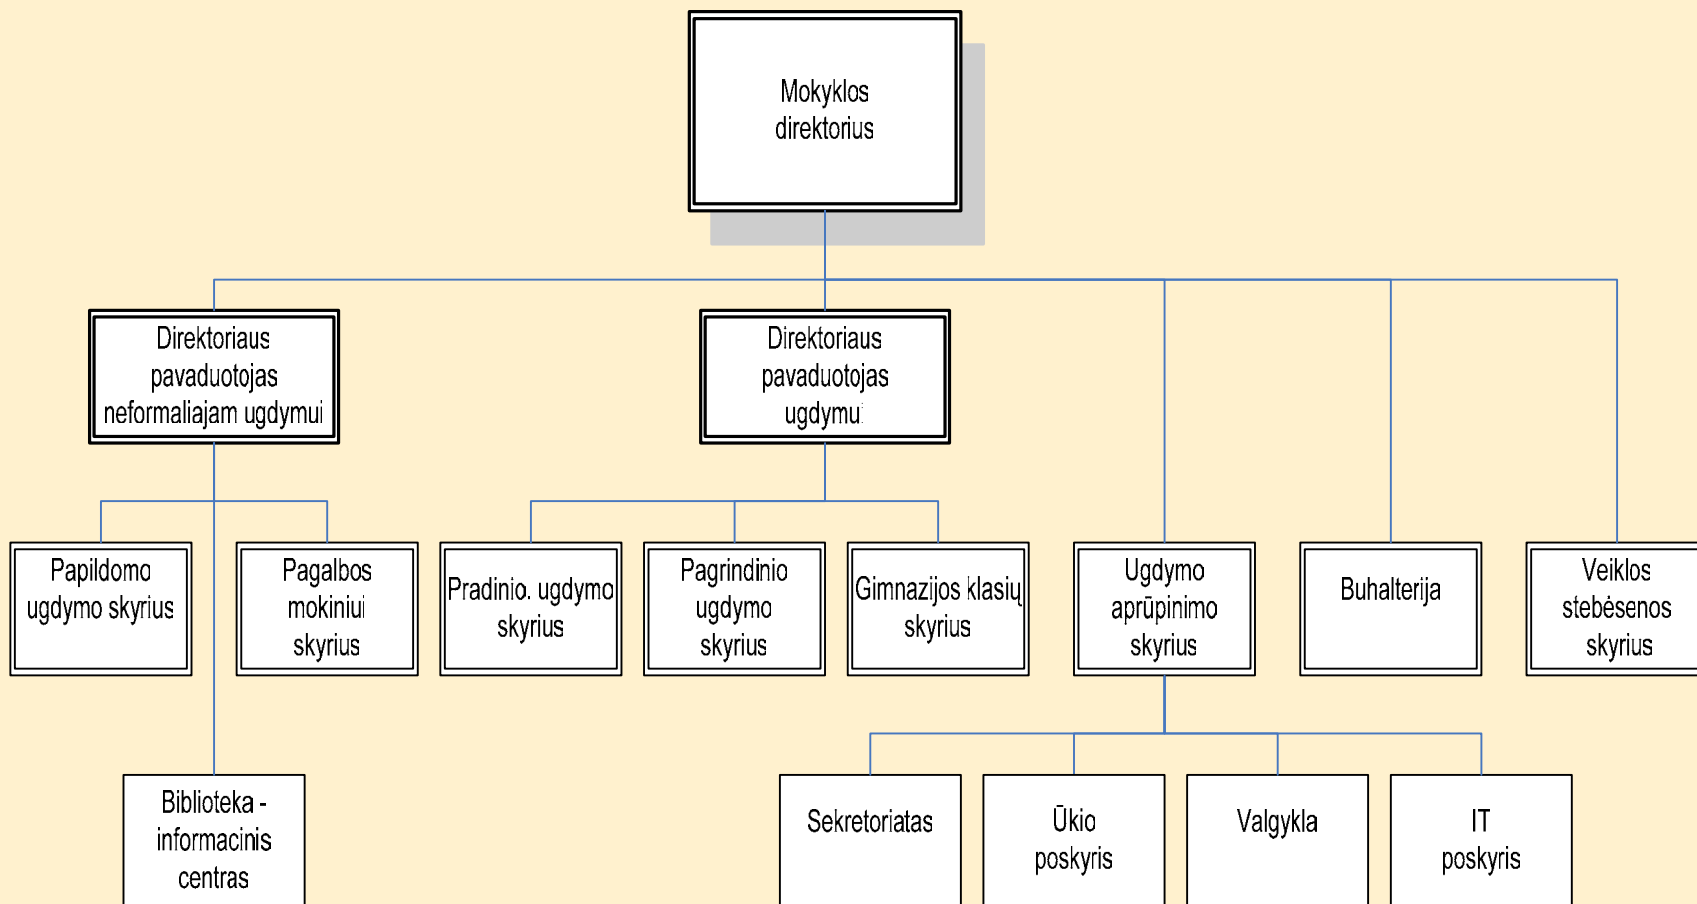 Mokyklos
direktorius
Direktoriaus
pavaduotojas
neformaliajam ugdymui
Direktoriaus
pavaduotojas
ugdymui
Papildomo
ugdymo skyrius
Pagalbos
mokiniui
skyrius
Pradinio. ugdymo
skyrius
Pagrindinio
ugdymo
skyrius
Gimnazijos klasių
skyrius
Ugdymo
aprūpinimo
skyrius
Buhalterija
Veiklos
stebėsenos
skyrius
Biblioteka -
informacinis
centras
Sekretoriatas
Ūkio
poskyris
Valgykla
IT
poskyris